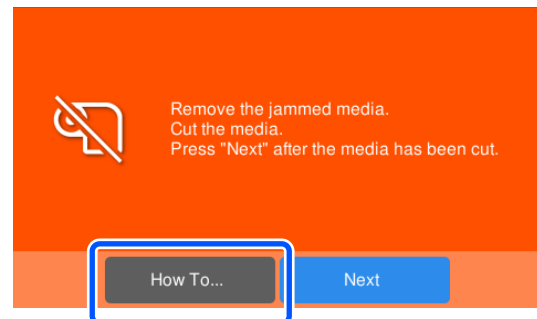 Remove the jammed media.
Cut the media.
Press "Next" after the media has been cut.
How To...
Next